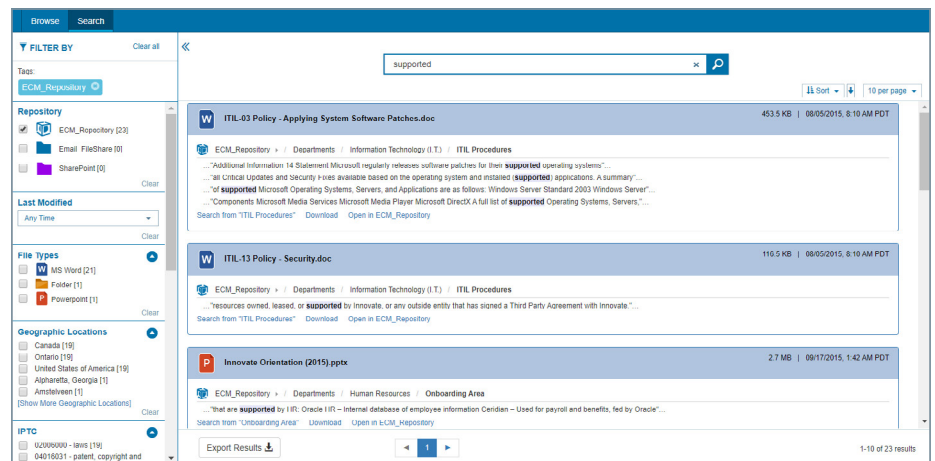 Browse Search
FILTER BY Clear all
Tags:
ECM_Repository
Repository
ECM_Repository [23]
Email FileShare [0]
SharePoint [0]
Clear
Last Modified
Any Time
Clear
File Types
MS Word [21]
Folder [1]
Powerpoint [1]
Clear
Geographic Locations
Canada [19]
Ontario [19]
United States of America [19]
Alpharetta, Georgia [1]
Amstelveen [1]
[Show More Geographic Locations]
Clear
IPTC
02006000 - laws [19]
04016031 - patent, copyright and
supported
Sort
10 per page
W ITIL-03 Policy - Applying System Software Patches.doc 453.5 KB | 08/05/2015, 8:10 AM PDT
ECM_Repository / Departments / Information Technology (I.T.) / ITIL Procedures
..."Additional Information 14 Statement Microsoft regularly releases software patches for their supported operating systems"...
..."all Critical Updates and Security Fixes available based on the operating system and installed (supported) applications. A summary"...
..."of supported Microsoft Operating Systems, Servers, and Applications are as follows: Windows Server Standard 2003 Windows Server"...
..."Components Microsoft Media Services Microsoft Media Player Microsoft DirectX A full list of supported Operating Systems, Servers,"...
Search from "ITIL Procedures" Download Open in ECM_Repository
W ITIL-13 Policy - Security.doc 110.5 KB | 08/05/2015, 8:10 AM PDT
ECM_Repository / Departments / Information Technology (I.T.) / ITIL Procedures
..."resources owned, leased, or supported by Innovate, or any outside entity that has signed a Third Party Agreement with Innovate."...
Search from "ITIL Procedures" Download Open in ECM_Repository
P Innovate Orientation (2015).pptx 2.7 MB | 09/17/2015, 1:42 AM PDT
ECM_Repository / Departments / Human Resources / Onboarding Area
..."that are supported by HR: Oracle HR – Internal database of employee information Ceridian – Used for payroll and benefits, fed by Oracle"...
Search from "Onboarding Area" Download Open in ECM_Repository
Export Results 1 1-10 of 23 results